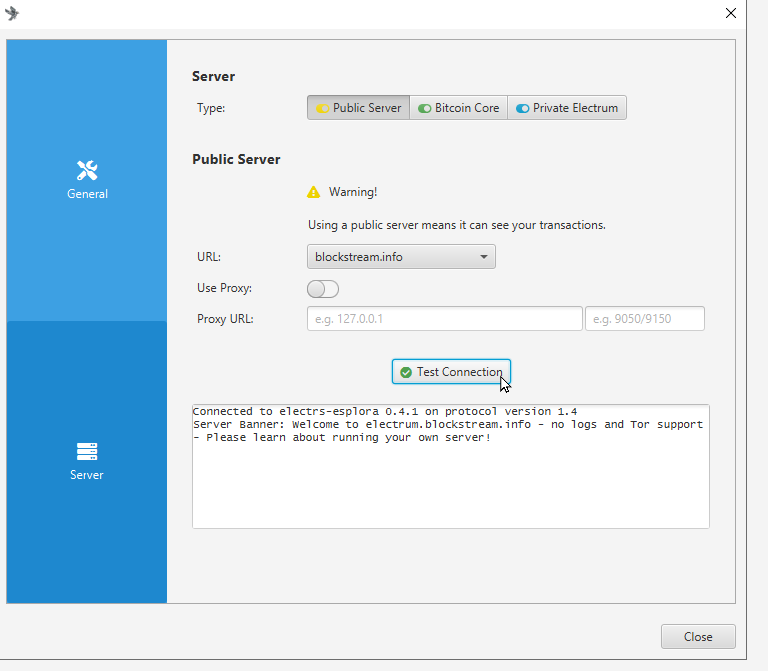 General
Server
Server
Type:
Public Server
Bitcoin Core
Private Electrum
Public Server
Warning!
Using a public server means it can see your transactions.
URL:
blockstream.info
Use Proxy:
Proxy URL:
e.g. 127.0.0.1
e.g. 9050/9150
Test Connection
Connected to electrs-esplora 0.4.1 on protocol version 1.4
Server Banner: Welcome to electrum.blockstream.info - no logs and Tor support
- Please learn about running your own server!
Close